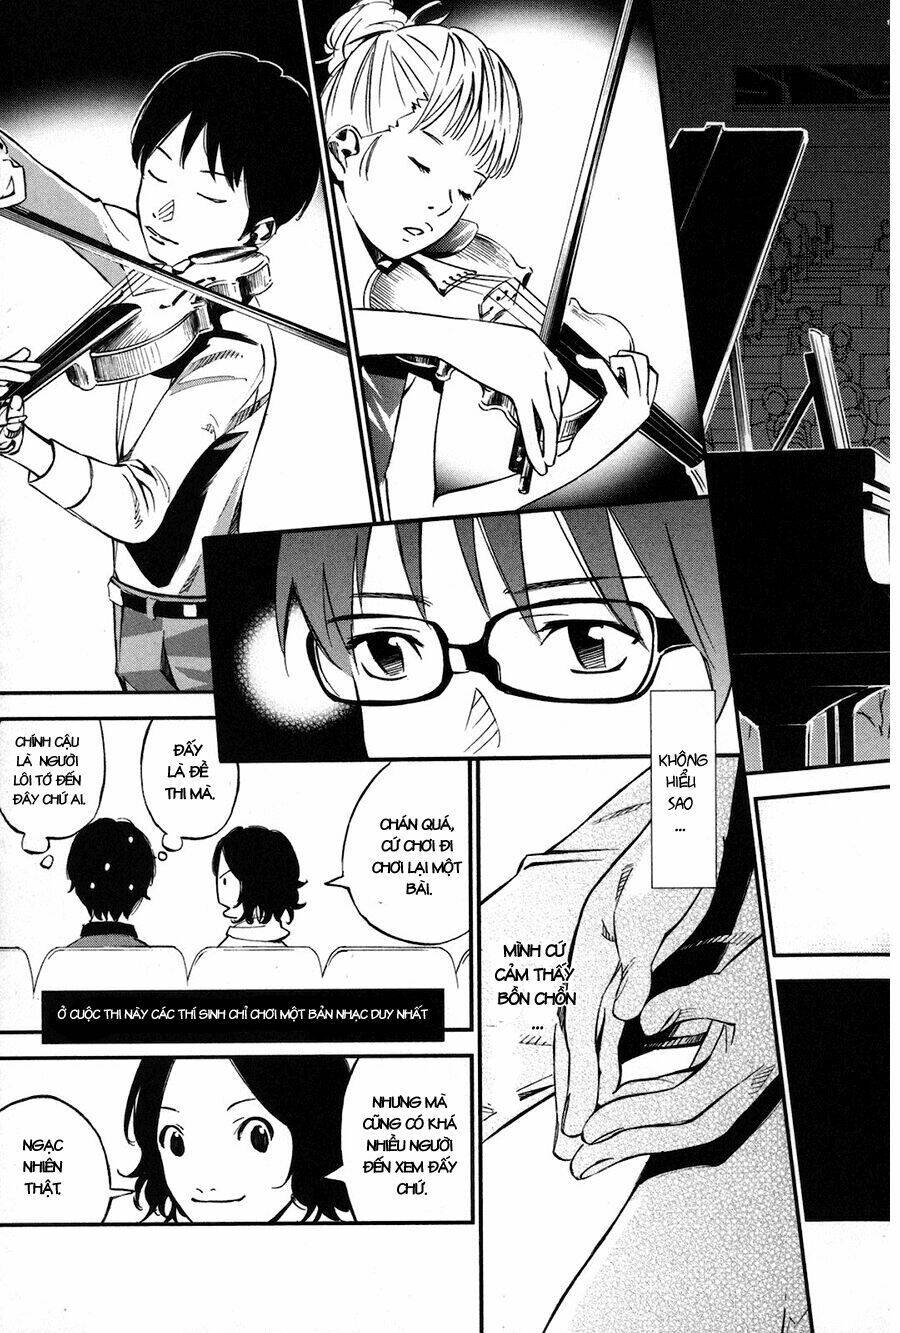 KHÔNG
HIỂU
SAO
...
MÌNH CỨ
CẢM THẤY
BỒN CHỒN
...
CHÁN QUÁ,
CỨ CHƠI ĐI
CHƠI LẠI MỘT
BÀI.
ĐẤY
LÀ ĐỀ
THI MÀ.
CHÍNH CẬU
LÀ NGƯỜI
LÔI TỚ ĐẾN
ĐÂY CHỨ AI.
Ở CUỘC THI NÀY CÁC THÍ SINH CHỈ CHƠI MỘT BẢN NHẠC DUY NHẤT
NHƯNG MÀ
CŨNG CÓ KHÁ
NHIỀU NGƯỜI
ĐẾN XEM ĐẤY
CHỨ.
NGẠC
NHIÊN
THẬT.